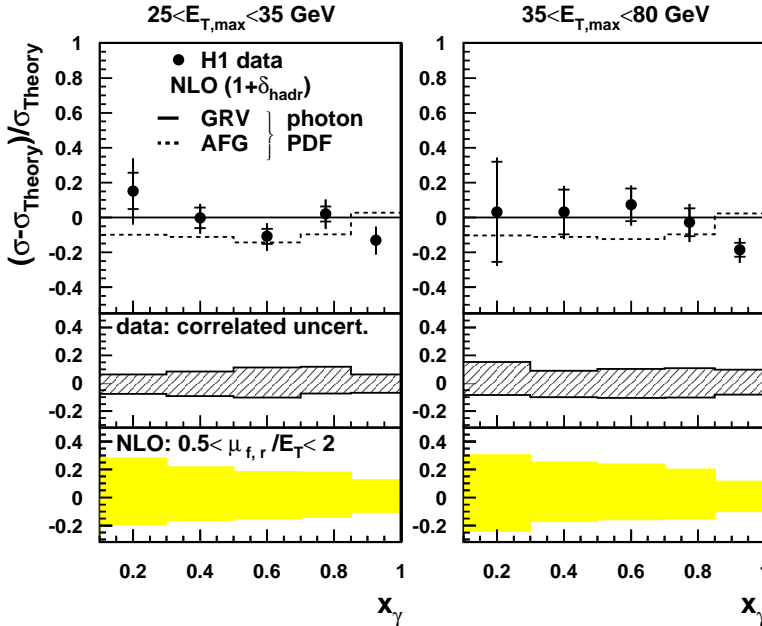 25<E_T,max<35 GeV
35<E_T,max<80 GeV
(σ-σ_Theory)/σ_Theory
1
0.8
0.6
0.4
0.2
0
-0.2
-0.4
H1 data
NLO (1+δ_hadr)
GRV } photon
AFG } PDF
1
0.8
0.6
0.4
0.2
0
-0.2
-0.4
data: correlated uncert.
0.4
0.2
0
-0.2
0.4
0.2
0
-0.2
NLO: 0.5< μ_f, r /E_T< 2
0.4
0.2
0
-0.2
0.4
0.2
0
-0.2
0.2 0.4 0.6 0.8 1
0.2 0.4 0.6 0.8 1
x_γ
x_γ